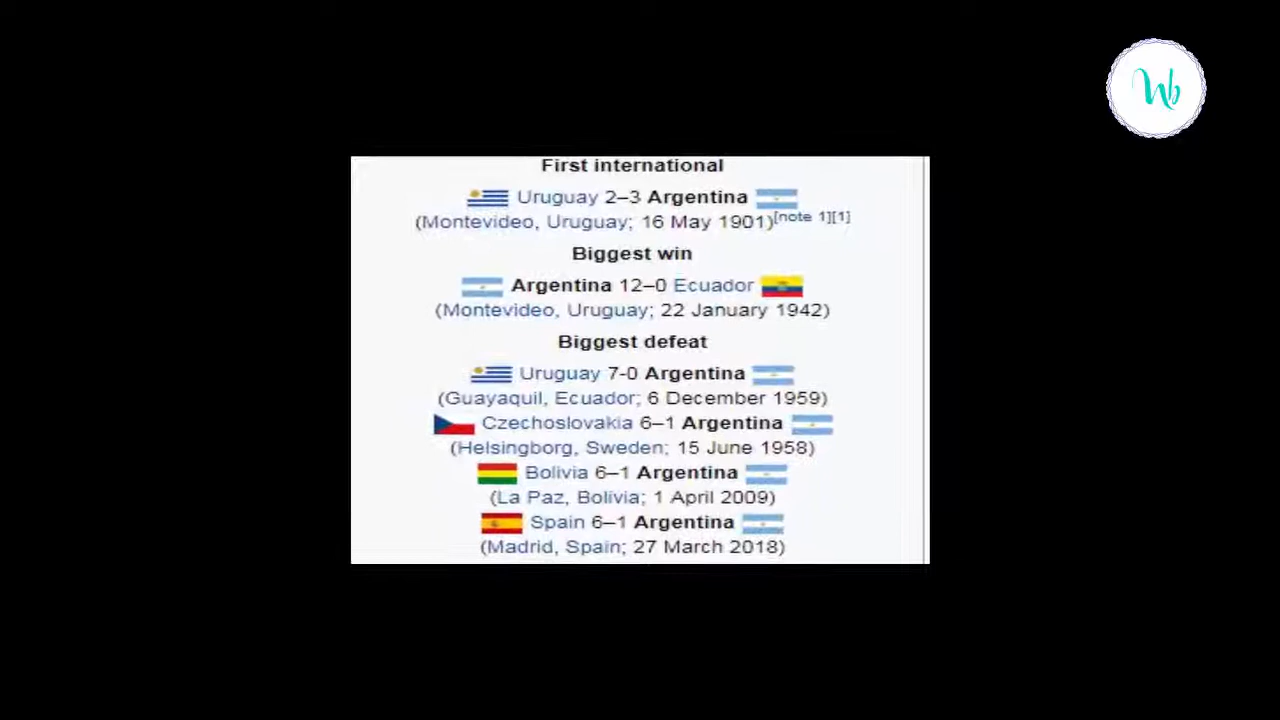 Wb
First international
Uruguay 2–3 Argentina
(Montevideo, Uruguay; 16 May 1901)[note 1][1]
Biggest win
Argentina 12–0 Ecuador
(Montevideo, Uruguay; 22 January 1942)
Biggest defeat
Uruguay 7-0 Argentina
(Guayaquil, Ecuador; 6 December 1959)
Czechoslovakia 6–1 Argentina
(Helsingborg, Sweden; 15 June 1958)
Bolivia 6–1 Argentina
(La Paz, Bolivia; 1 April 2009)
Spain 6–1 Argentina
(Madrid, Spain; 27 March 2018)